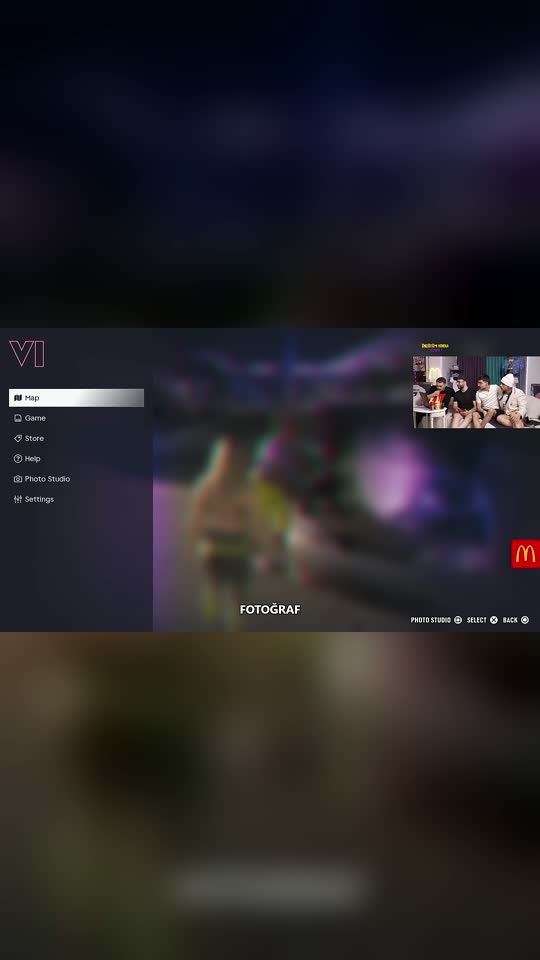 VI
Map
Game
Store
Help
Photo Studio
Settings
FOTOĞRAF
PHOTO STUDIO SELECT BACK